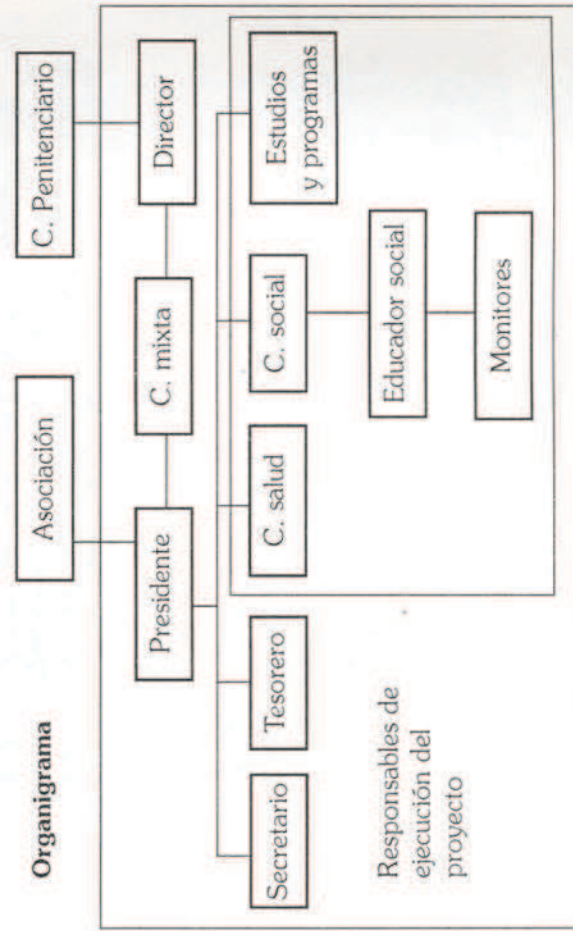 Organigrama
Asociación
C. Penitenciario
Presidente
C. mixta
Director
Secretario
Tesorero
C. salud
C. social
Estudios
y programas
Responsables de
ejecución del
proyecto
Educador social
Monitores